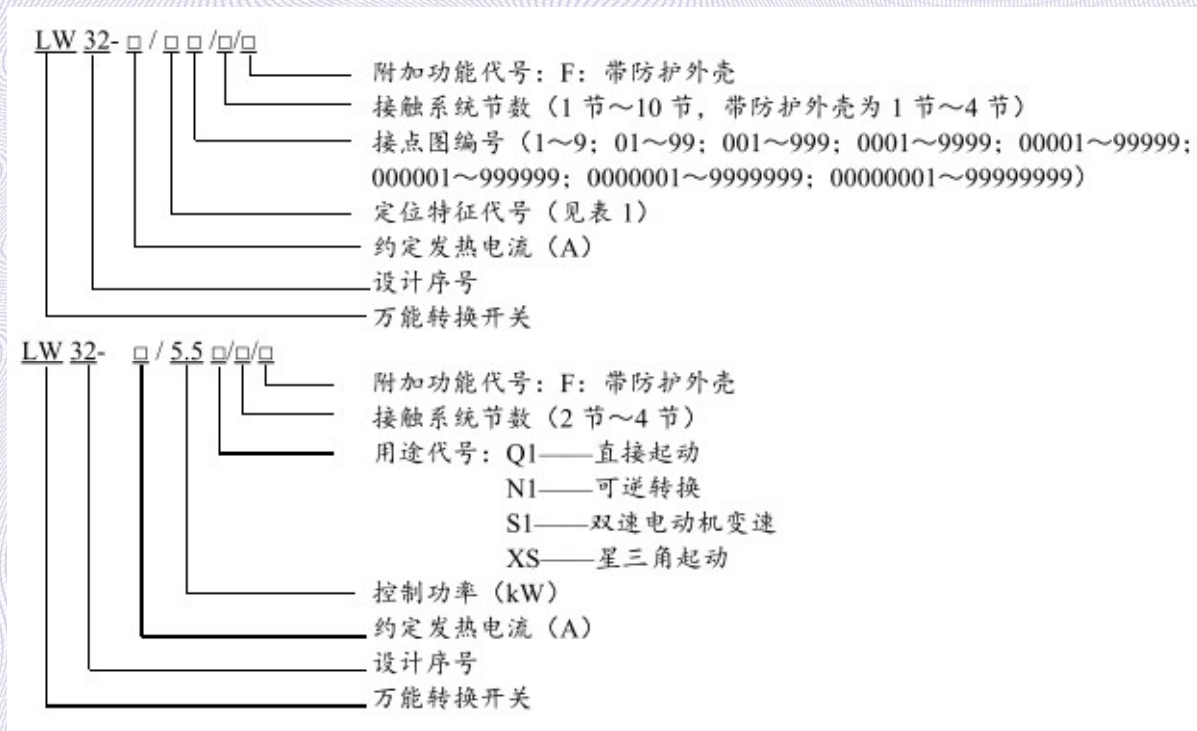 LW 32- □ / □ □ /□/□
附加功能代号：F：带防护外壳
接触系统节数（1 节～10 节，带防护外壳为 1 节～4 节）
接点图编号（1～9；01～99；001～999；0001～9999；00001～99999；
000001～999999；0000001～9999999；00000001～99999999）
定位特征代号（见表 1）
约定发热电流（A）
设计序号
万能转换开关
LW 32- □ / 5.5 □/□/□
附加功能代号：F：带防护外壳
接触系统节数（2 节～4 节）
用途代号：Q1——直接起动
N1——可逆转换
S1——双速电动机变速
XS——星三角起动
控制功率（kW）
约定发热电流（A）
设计序号
万能转换开关